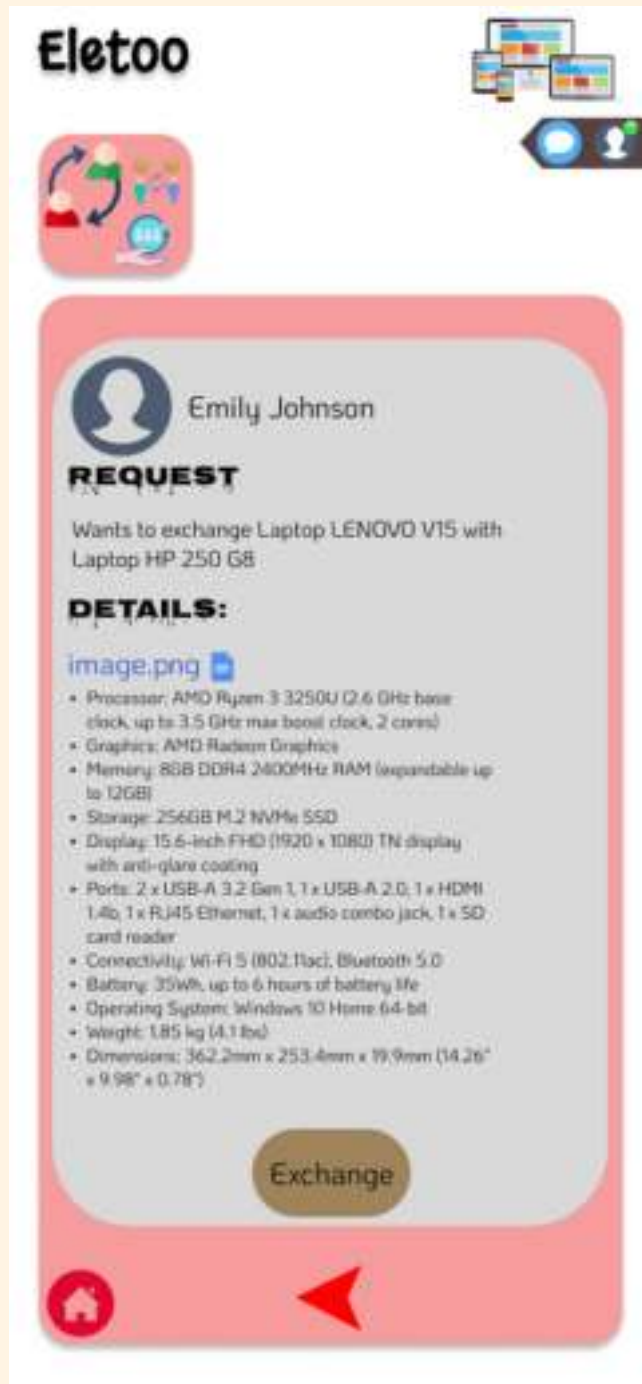 Eletoo
Emily Johnson
REQUEST
Wants to exchange Laptop LENOVO V15 with
Laptop HP 250 G8
DETAILS:
image.png
• Processor: AMD Ryzen 3 3250U (2.6 GHz base
clock, up to 3.5 GHz max boost clock, 2 cores)
• Graphics: AMD Radeon Graphics
• Memory: 8GB DDR4 2400MHz RAM (expandable up
to 12GB)
• Storage: 256GB M.2 NVMe SSD
• Display: 15.6-inch FHD (1920 x 1080) TN display
with anti-glare coating
• Ports: 2 x USB-A 3.2 Gen 1, 1 x USB-A 2.0, 1 x HDMI
1.4b, 1 x RJ45 Ethernet, 1 x audio combo jack, 1 x SD
card reader
• Connectivity: Wi-Fi 5 (802.11ac), Bluetooth 5.0
• Battery: 35Wh, up to 6 hours of battery life
• Operating System: Windows 10 Home 64-bit
• Weight: 1.85 kg (4.1 lbs)
• Dimensions: 362.2mm x 253.4mm x 19.9mm (14.26"
x 9.98" x 0.78")
Exchange